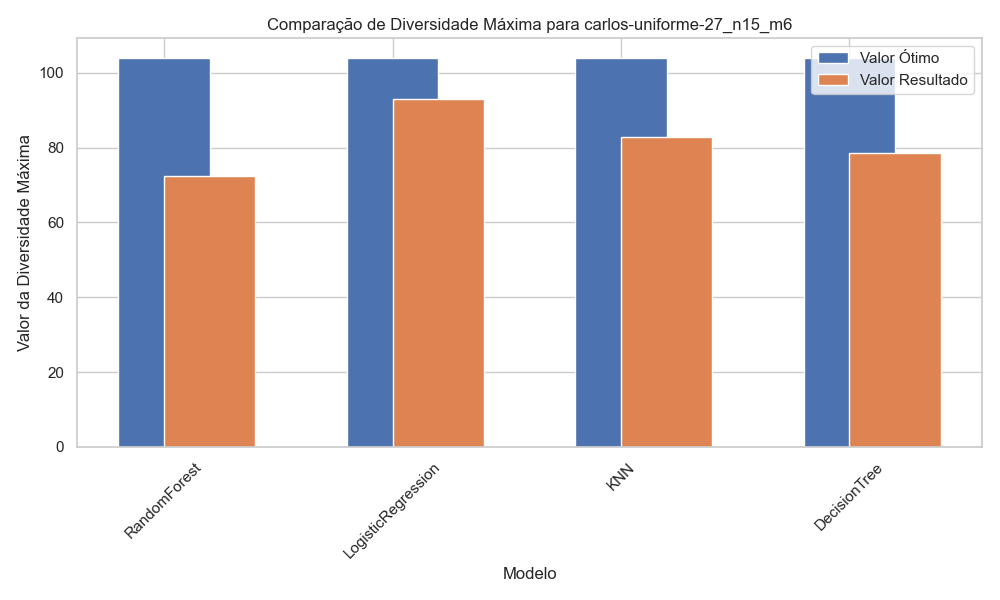 Comparação de Diversidade Máxima para carlos-uniforme-27_n15_m6
Valor Ótimo
Valor Resultado
Valor da Diversidade Máxima
100
80
60
40
20
0
RandomForest
LogisticRegression
KNN
DecisionTree
Modelo